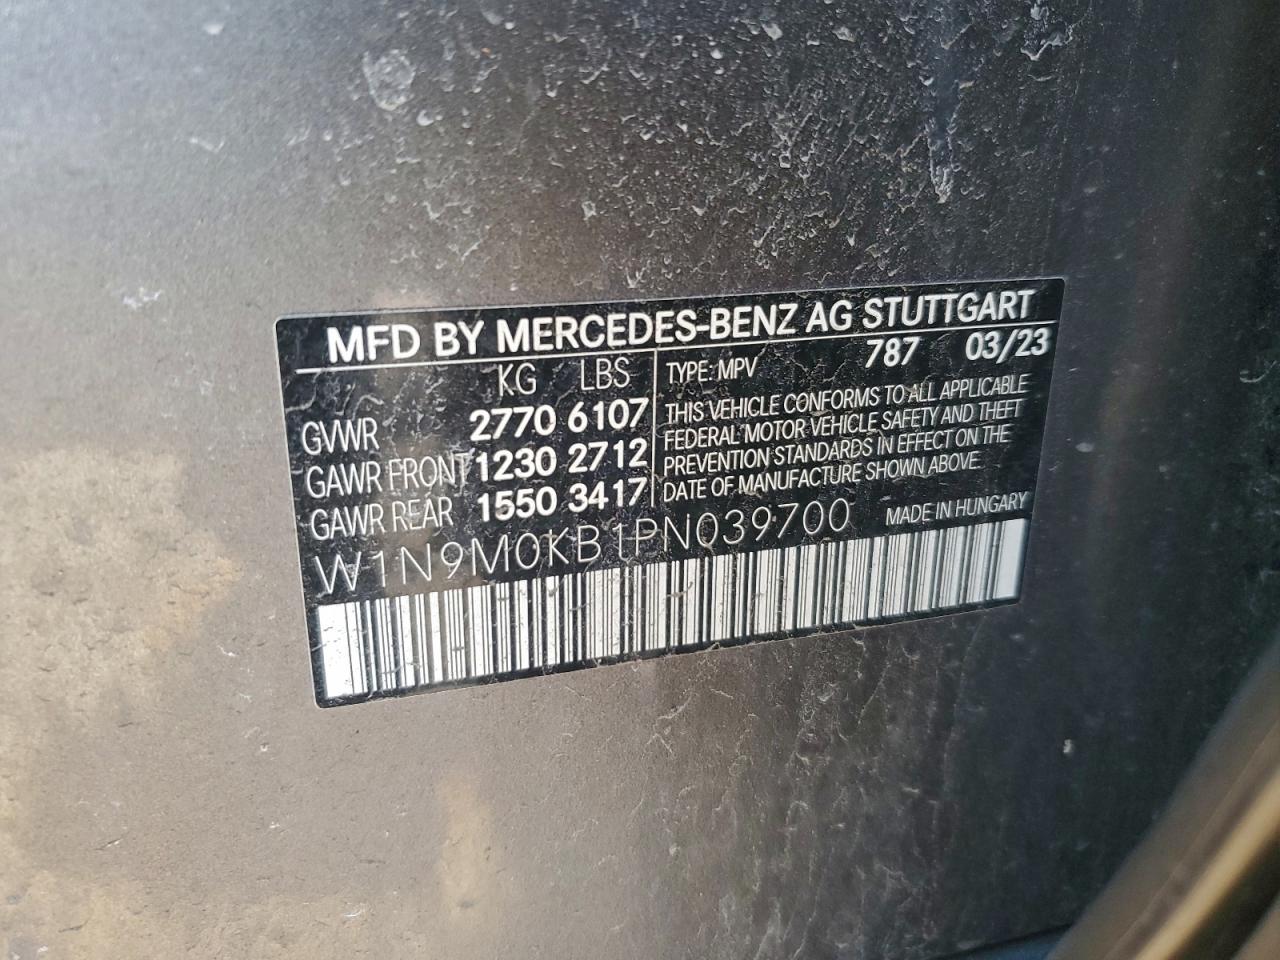 MFD BY MERCEDES-BENZ AG STUTTGART
KG LBS
GVWR 2770 6107
GAWR FRONT 1230 2712
GAWR REAR 1550 3417
TYPE: MPV 787 03/23
THIS VEHICLE CONFORMS TO ALL APPLICABLE
FEDERAL MOTOR VEHICLE SAFETY AND THEFT
PREVENTION STANDARDS IN EFFECT ON THE
DATE OF MANUFACTURE SHOWN ABOVE.
W1N9M0KB1PN039700 MADE IN HUNGARY